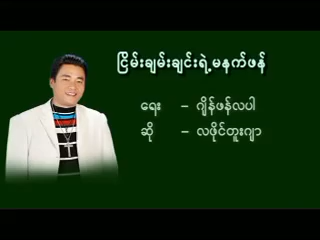 ငြိမ်းချမ်းချင်းရဲ့မနက်ဖန်
ရေး - ဂျိန်ဖန်လပါ
ဆို - လဖိုင်တူးဂျာ